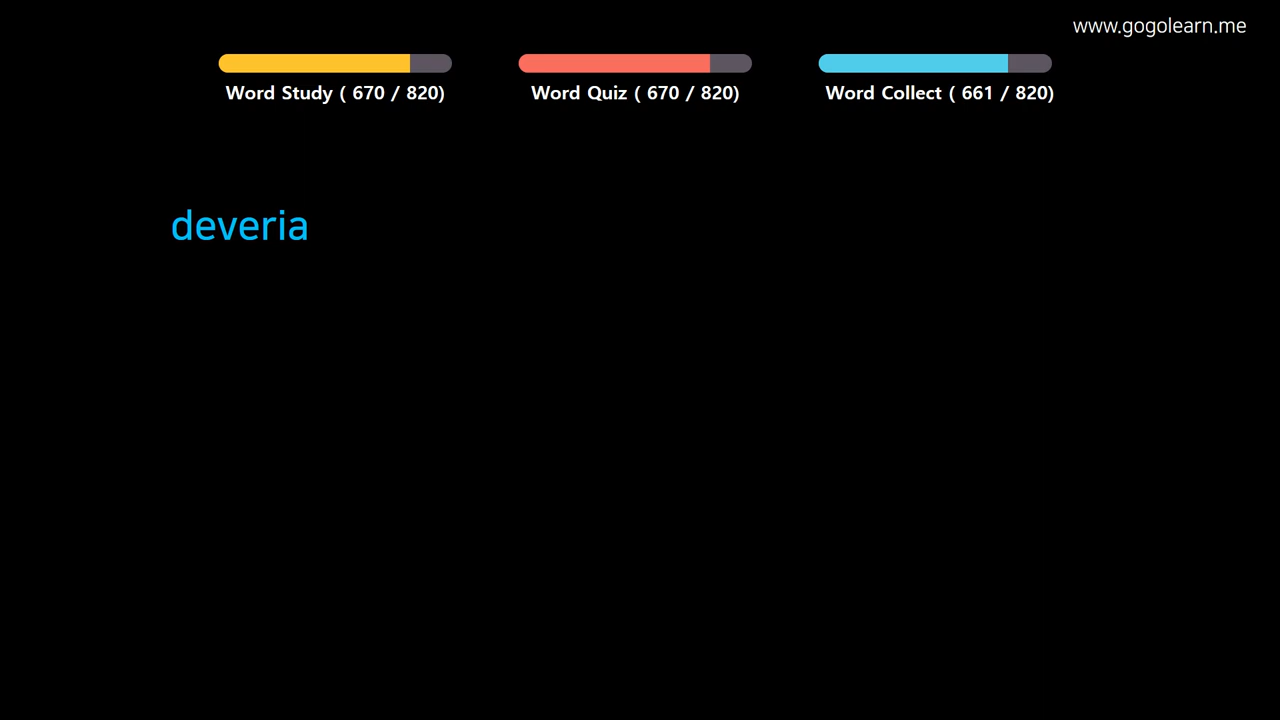 www.gogolearn.me
Word Study ( 670 / 820)
Word Quiz ( 670 / 820)
Word Collect ( 661 / 820)
deveria